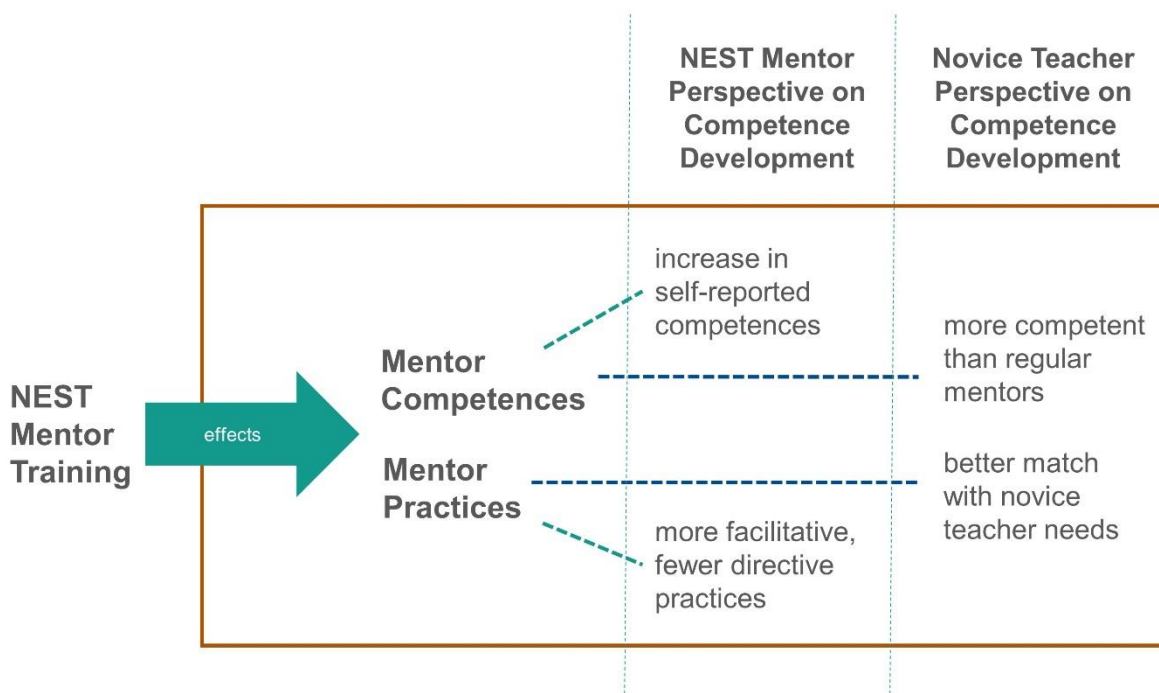 NEST Mentor
Perspective on
Competence
Development
Novice Teacher
Perspective on
Competence
Development
NEST
Mentor
Training
effects
Mentor
Competences
Mentor
Practices
increase in
self-reported
competences
more facilitative,
fewer directive
practices
more competent
than regular
mentors
better match
with novice
teacher needs